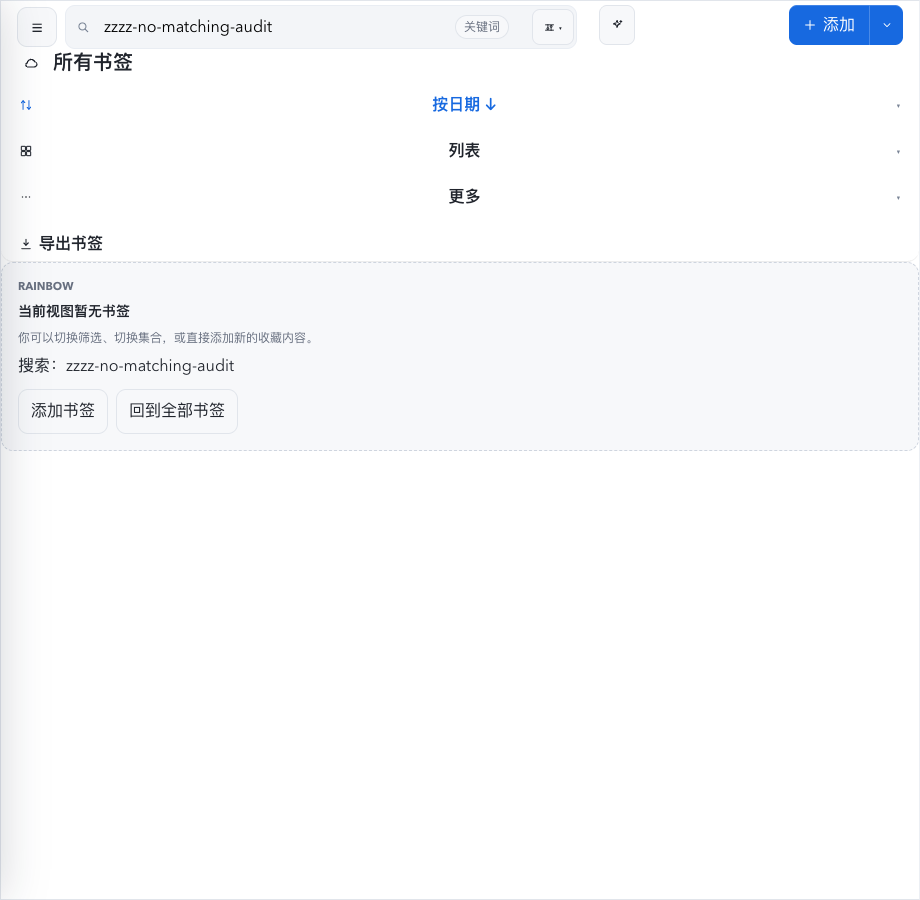 zzzz-no-matching-audit 关键词
+ 添加
所有书签
按日期 ↓
列表
更多
导出书签
RAINBOW
当前视图暂无书签
你可以切换筛选、切换集合，或直接添加新的收藏内容。
搜索：zzzz-no-matching-audit
添加书签 回到全部书签